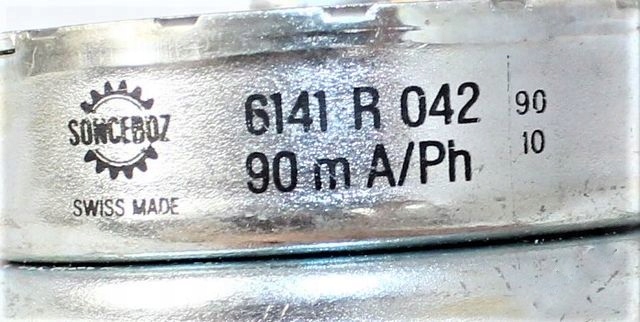 SONCEBOZ
SWISS MADE
6141 R 042
90 m A/Ph
90
10